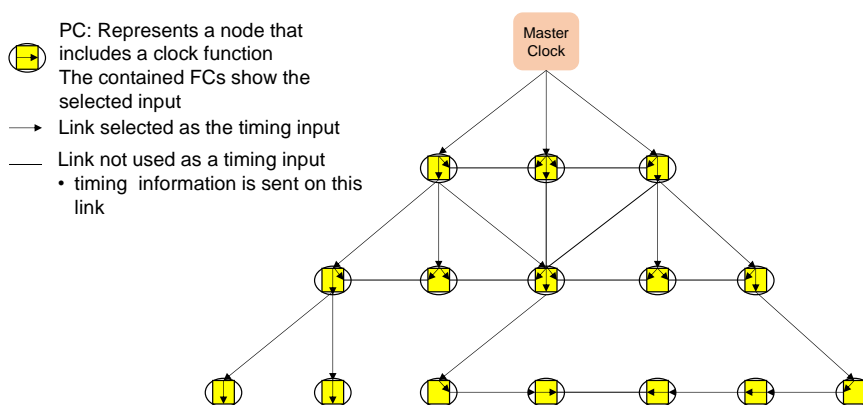 PC: Represents a node that
includes a clock function
The contained FCs show the
selected input
Link selected as the timing input
Link not used as a timing input
• timing information is sent on this
link
Master
Clock